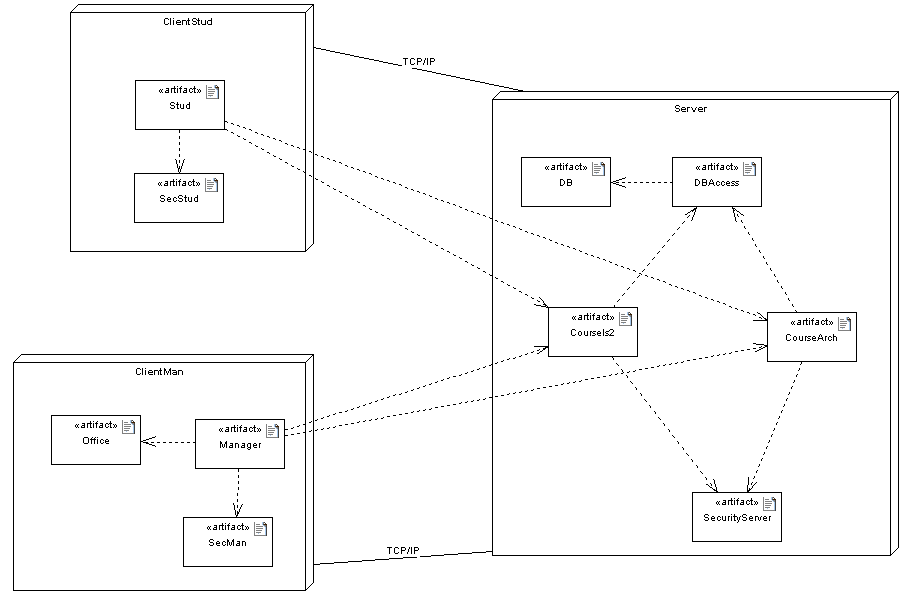 ClientStud
«artifact»
Stud
«artifact»
SecStud
TCP/IP
Server
«artifact»
DB
«artifact»
DBAccess
«artifact»
CourseIs2
«artifact»
CourseArch
«artifact»
SecurityServer
ClientMan
«artifact»
Office
«artifact»
Manager
«artifact»
SecMan
TCP/IP